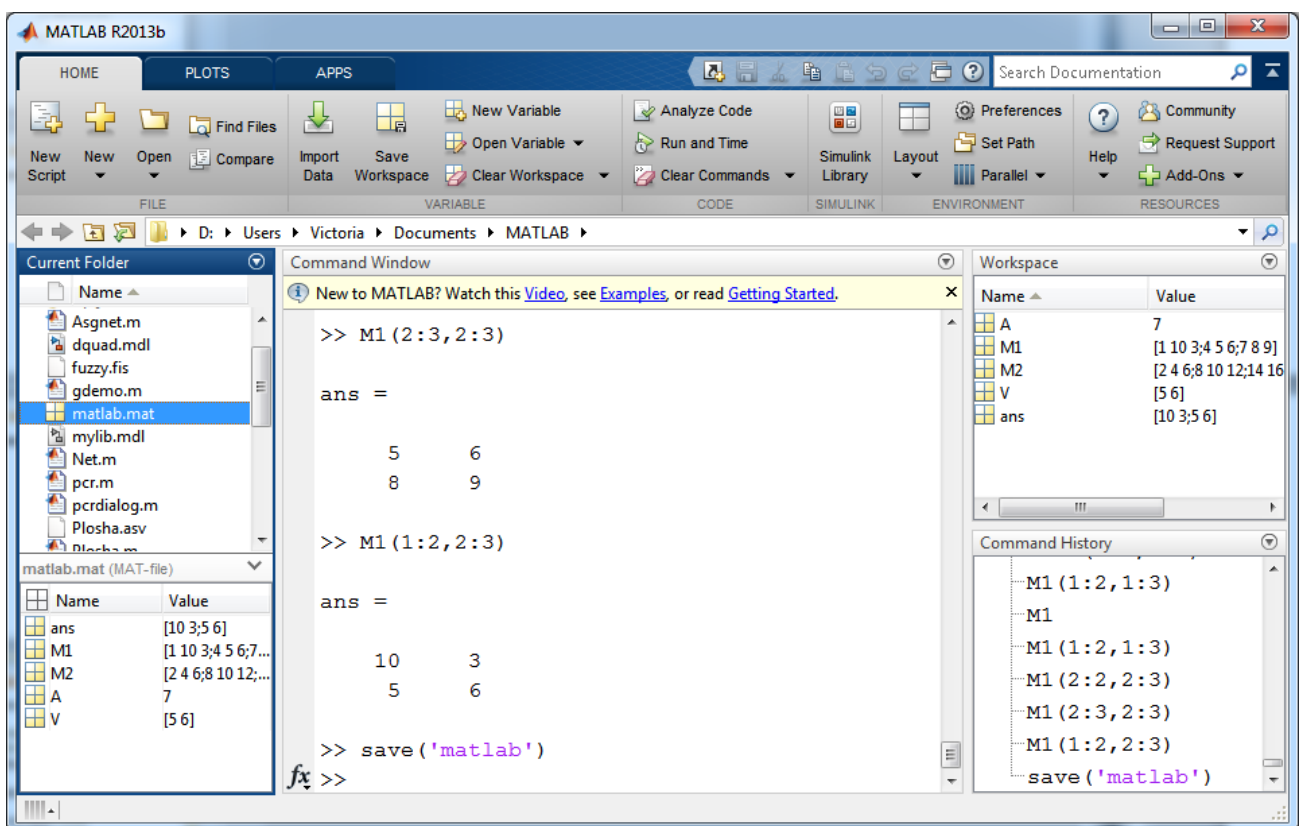 MATLAB R2013b
HOME PLOTS APPS
Search Documentation
New Script
New
Open
Find Files
Compare
FILE
Import Data
Save Workspace
New Variable
Open Variable
Clear Workspace
VARIABLE
Analyze Code
Run and Time
Clear Commands
CODE
Simulink Library
SIMULINK
Layout
Preferences
Set Path
Parallel
ENVIRONMENT
Help
Community
Request Support
Add-Ons
RESOURCES
D: Users Victoria Documents MATLAB
Current Folder
Name
Asgnet.m
dquad.mdl
fuzzy.fis
gdemo.m
matlab.mat
mylib.mdl
Net.m
pcr.m
pcrdialog.m
Plosha.asv
Plosha.m
matlab.mat (MAT-file)
Name Value
ans [10 3;5 6]
M1 [1 10 3;4 5 6;7...
M2 [2 4 6;8 10 12;...
A 7
V [5 6]
Command Window
New to MATLAB? Watch this Video, see Examples, or read Getting Started.
>> M1(2:3,2:3)
ans =
5 6
8 9
>> M1(1:2,2:3)
ans =
10 3
5 6
>> save('matlab')
fx >>
Workspace
Name Value
A 7
M1 [1 10 3;4 5 6;7 8 9]
M2 [2 4 6;8 10 12;14 16
V [5 6]
ans [10 3;5 6]
Command History
M1(1:2,1:3)
M1
M1(1:2,1:3)
M1(2:2,2:3)
M1(2:3,2:3)
M1(1:2,2:3)
save('matlab')